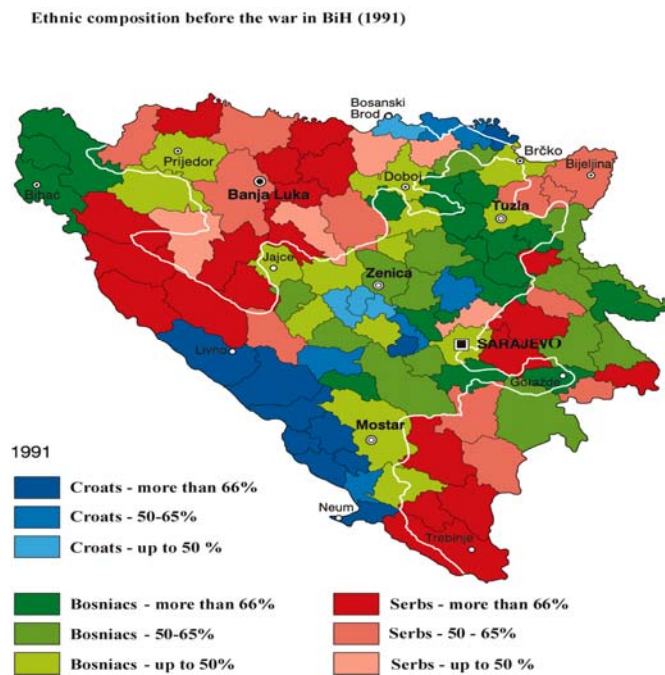 Ethnic composition before the war in BiH (1991)
Bosanski
Brod
Brčko
Prijedor
Bijeljina
Doboj
Banja Luka
Bihać
Tuzla
Jajce
Zenica
SARAJEVO
Livno
Goražde
Mostar
1991
Croats - more than 66%
Croats - 50-65%
Neum
Croats - up to 50 %
Trebinje
Bosniacs - more than 66%
Serbs - more than 66%
Bosniacs - 50-65%
Serbs - 50 - 65%
Bosniacs - up to 50%
Serbs - up to 50 %